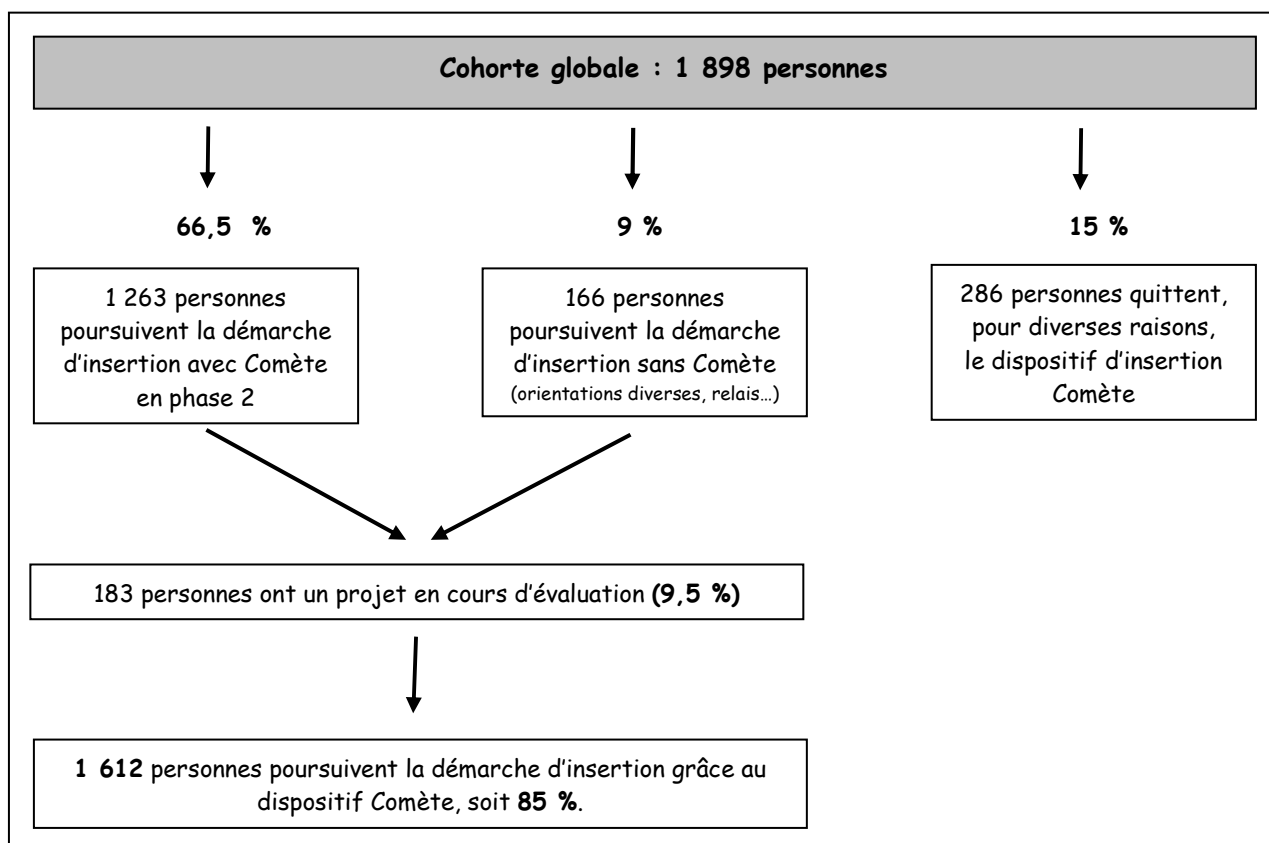 Cohorte globale : 1 898 personnes
66,5 %
9 %
15 %
1 263 personnes
poursuivent la démarche
d'insertion avec Comète
en phase 2
166 personnes
poursuivent la démarche
d'insertion sans Comète
(orientations diverses, relais…)
286 personnes quittent,
pour diverses raisons,
le dispositif d'insertion
Comète
183 personnes ont un projet en cours d'évaluation (9,5 %)
1 612 personnes poursuivent la démarche d'insertion grâce au
dispositif Comète, soit 85 %.